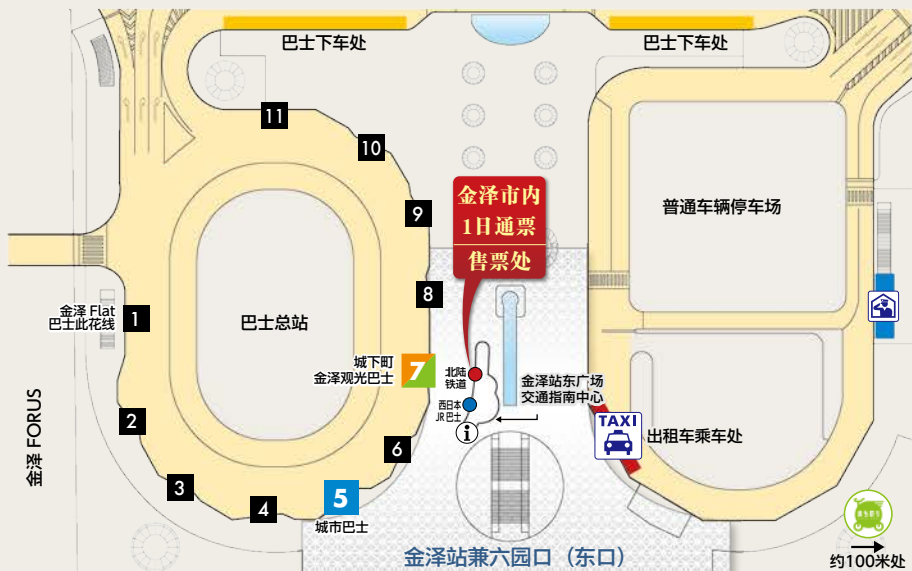 巴士下车处
巴士下车处
11
10
9
8
金泽市内
1日通票
售票处
普通车辆停车场
金泽 Flat
巴士此花线
1
巴士总站
城下町
金泽观光巴士
7
北陆
铁道
西日本
JR巴士
i
金泽站东广场
交通指南中心
TAXI
出租车乘车处
金泽 FORUS
2
3
4
5
城市巴士
6
金泽站兼六园口（东口）
约100米处